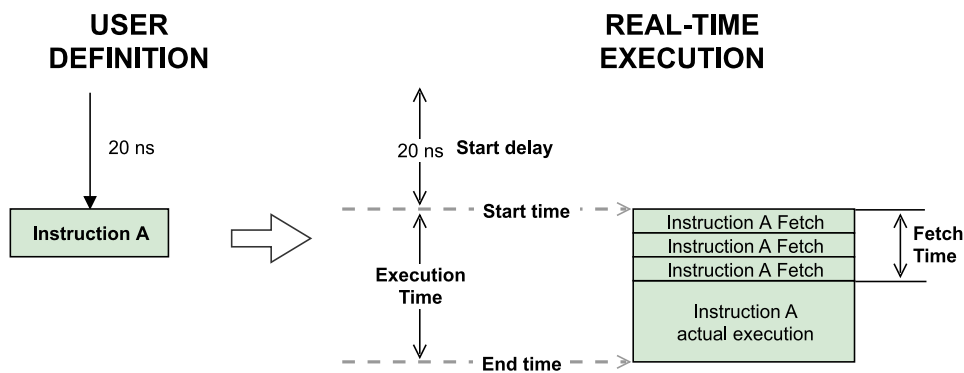 USER
DEFINITION
REAL-TIME
EXECUTION
20 ns
20 ns
Start delay
Instruction A
Start time
Execution
Time
End time
Instruction A Fetch
Instruction A Fetch
Instruction A Fetch
Instruction A
actual execution
Fetch
Time